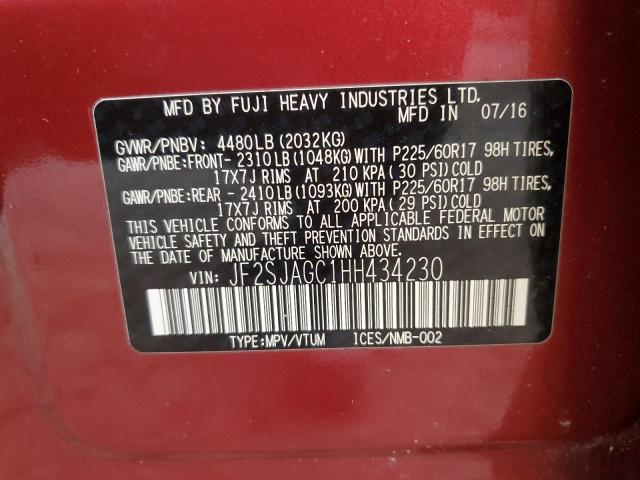 MFD BY FUJI HEAVY INDUSTRIES LTD.
MFD IN 07/16
GVWR/PNBV: 4480LB(2032KG)
GAWR/PNBE:FRONT- 2310LB(1048KG)WITH P225/60R17 98H TIRES,
17X7J RIMS AT 210 KPA(30 PSI)COLD
GAWR/PNBE:REAR - 2410LB(1093KG)WITH P225/60R17 98H TIRES,
17X7J RIMS AT 200 KPA(29 PSI)COLD
THIS VEHICLE CONFORMS TO ALL APPLICABLE FEDERAL MOTOR
VEHICLE SAFETY AND THEFT PREVENTION STANDARDS IN EFFECT
ON THE DATE OF MANUFACTURE SHOWN ABOVE.
VIN: JF2SJAGC1HH434230
TYPE:MPV/VTUM ICES/NMB-002